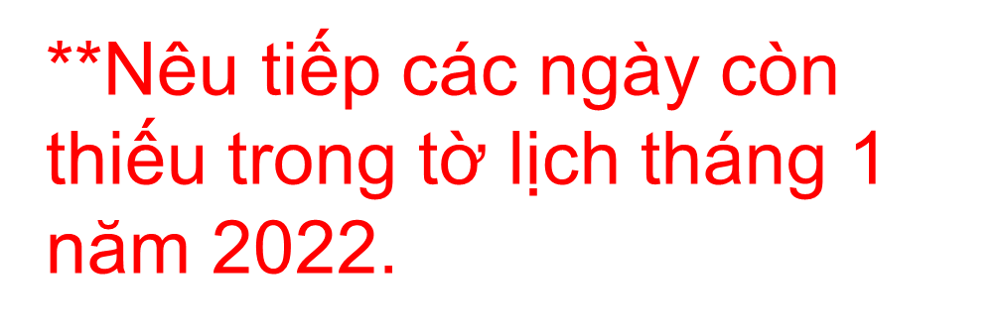 **Nêu tiếp các ngày còn
thiếu trong tờ lịch tháng 1
năm 2022.